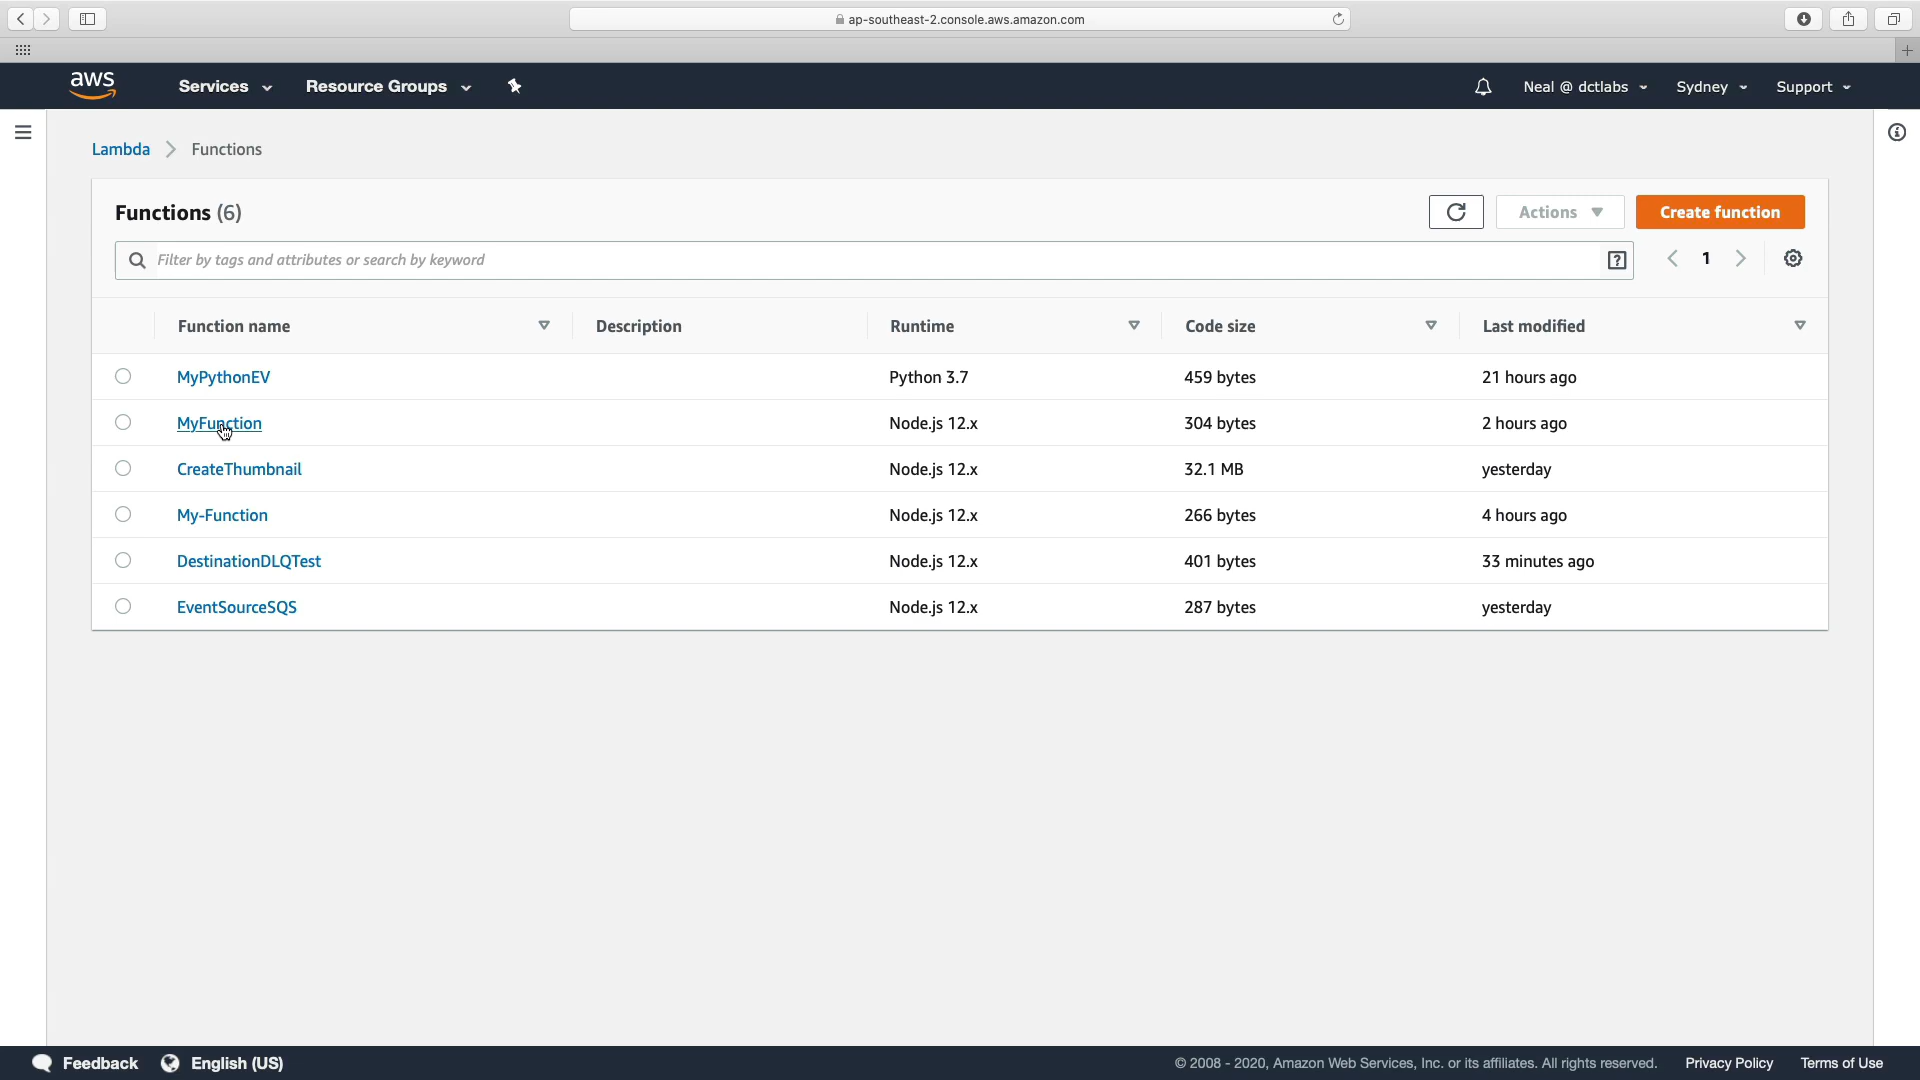 ap-southeast-2.console.aws.amazon.com
aws Services Resource Groups Neal @ dctlabs Sydney Support
Lambda > Functions
Functions (6) Actions Create function
Filter by tags and attributes or search by keyword ? 1
Function name Description Runtime Code size Last modified
MyPythonEV Python 3.7 459 bytes 21 hours ago
MyFunction Node.js 12.x 304 bytes 2 hours ago
CreateThumbnail Node.js 12.x 32.1 MB yesterday
My-Function Node.js 12.x 266 bytes 4 hours ago
DestinationDLQTest Node.js 12.x 401 bytes 33 minutes ago
EventSourceSQS Node.js 12.x 287 bytes yesterday
Feedback English (US) © 2008 - 2020, Amazon Web Services, Inc. or its affiliates. All rights reserved. Privacy Policy Terms of Use